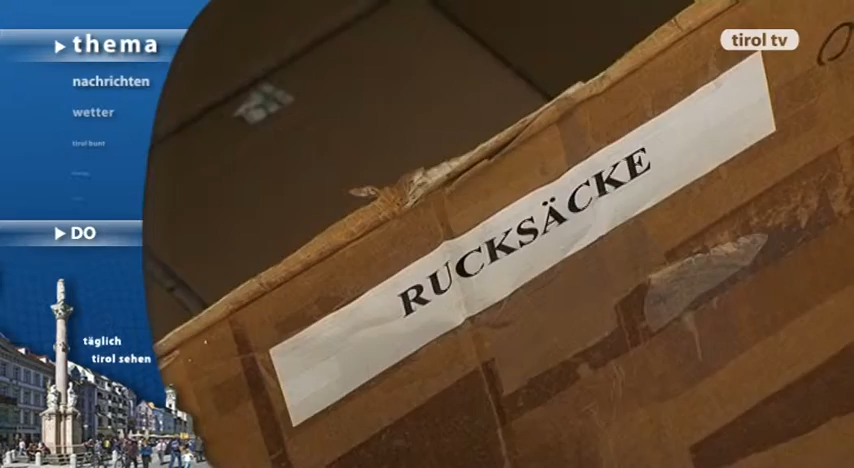 thema
nachrichten
wetter
tirol bunt
DO
täglich
tirol sehen
tirol tv
RUCKSÄCKE